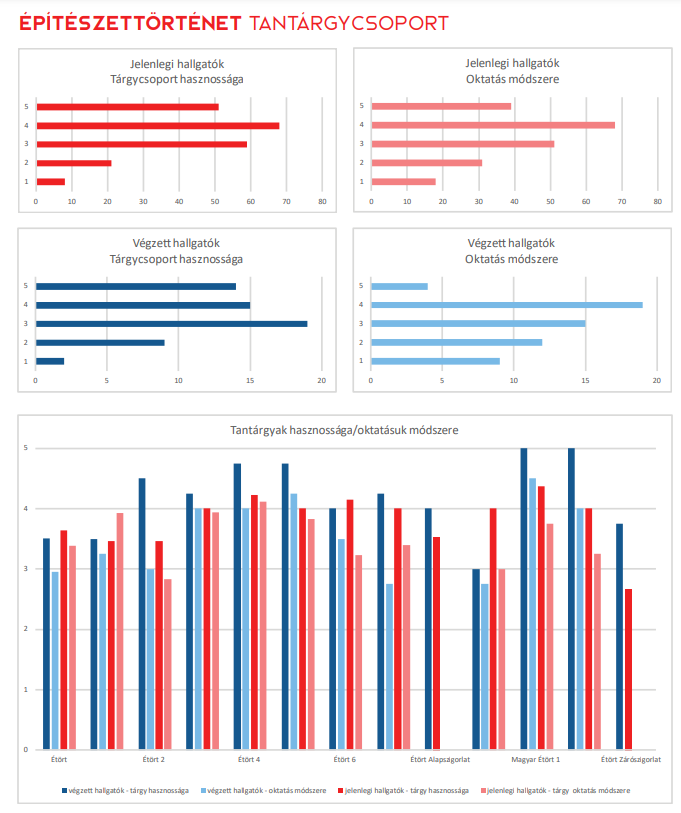 ÉPÍTÉSZETTÖRTÉNET TANTÁRGYCSOPORT
Jelenlegi hallgatók
Tárgycsoport hasznossága
5
4
3
2
1
0 10 20 30 40 50 60 70 80
Jelenlegi hallgatók
Oktatás módszere
5
4
3
2
1
0 10 20 30 40 50 60 70 80
Végzett hallgatók
Tárgycsoport hasznossága
5
4
3
2
1
0 5 10 15 20
Végzett hallgatók
Oktatás módszere
5
4
3
2
1
0 5 10 15 20
Tantárgyak hasznossága/oktatásuk módszere
5
4
3
2
1
0
Étört Étört 2 Étört 4 Étört 6 Étört Alapszigorlat Magyar Étört 1 Étört Zárószigorlat
végzett hallgatók - tárgy hasznossága végzett hallgatók - oktatás módszere jelenlegi hallgatók - tárgy hasznossága jelenlegi hallgatók - tárgy oktatás módszere